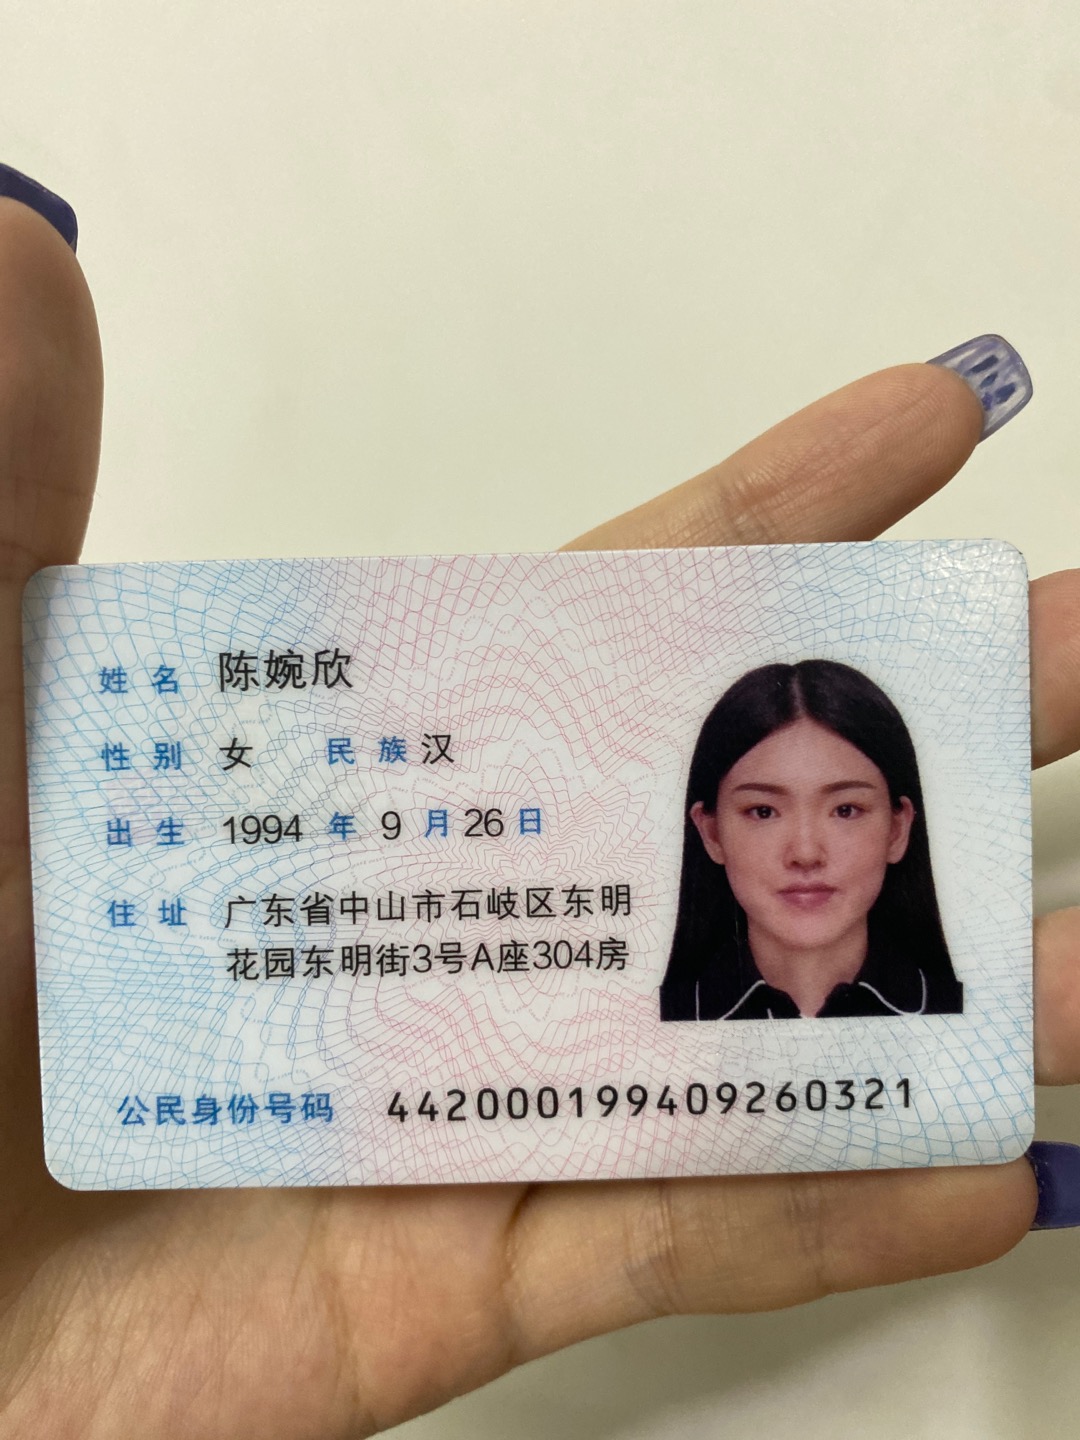 姓名 陈婉欣
性别 女 民族 汉
出生 1994 年 9 月 26 日
住址 广东省中山市石岐区东明
花园东明街3号A座304房
公民身份号码 442000199409260321